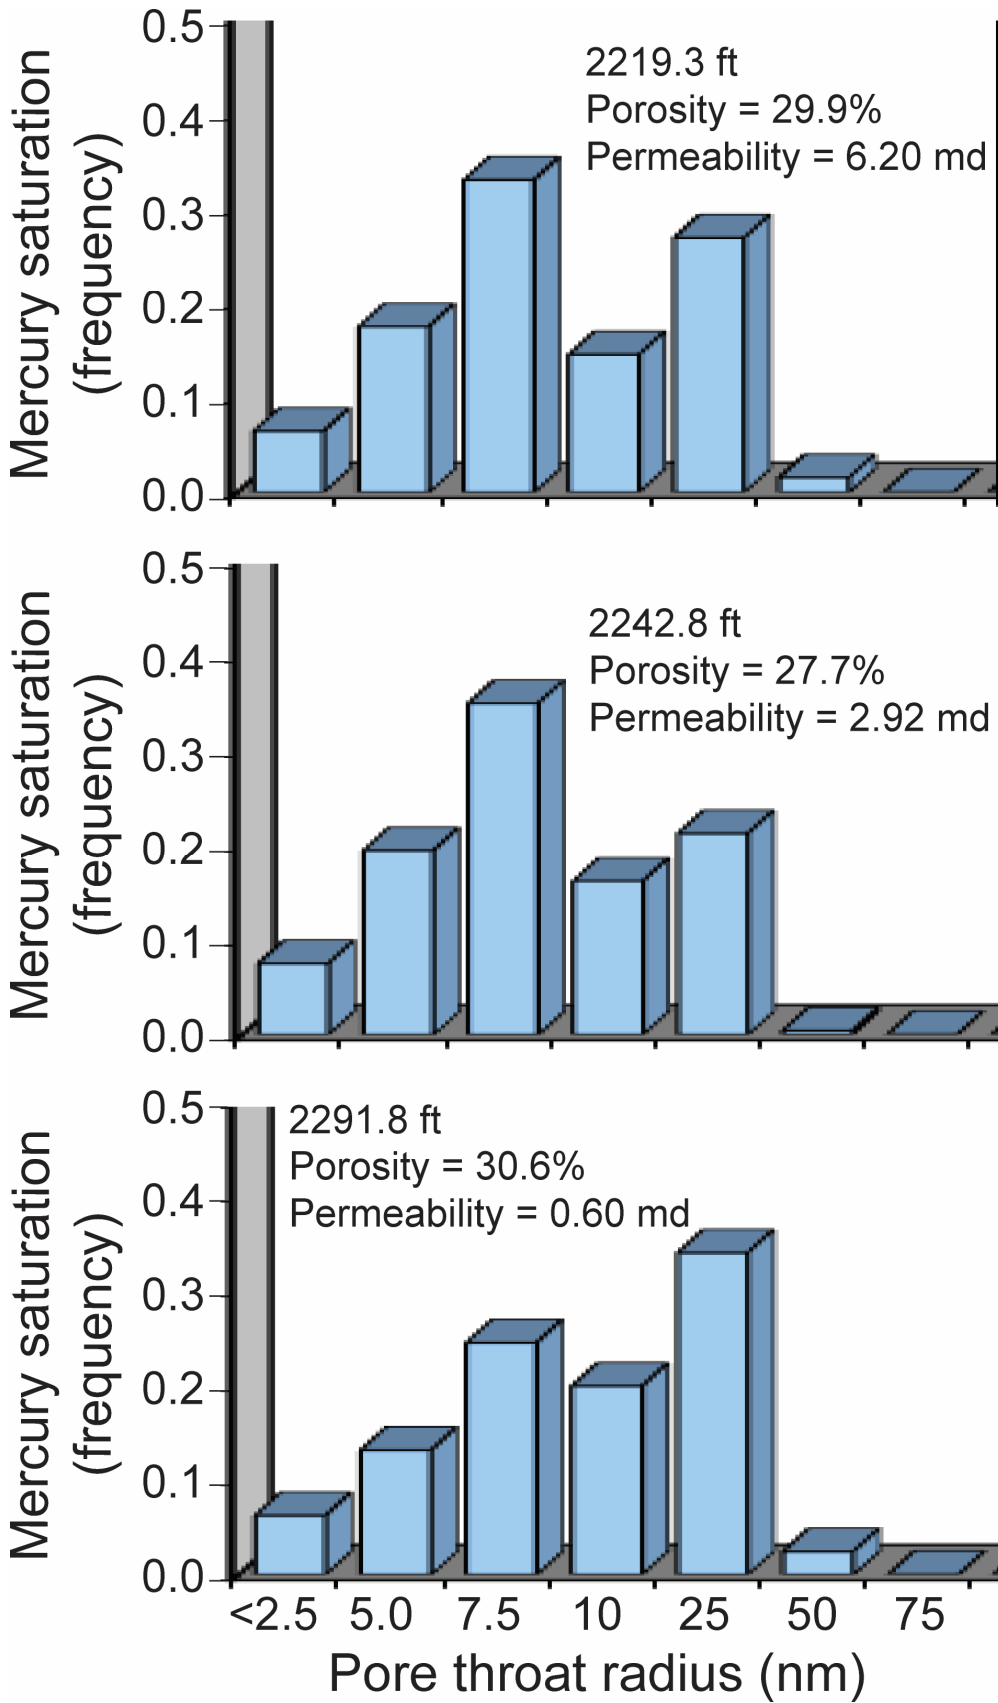 Mercury saturation
(frequency)
0.5
0.4
0.3
0.2
0.1
0.0
2219.3 ft
Porosity = 29.9%
Permeability = 6.20 md
Mercury saturation
(frequency)
0.5
0.4
0.3
0.2
0.1
0.0
2242.8 ft
Porosity = 27.7%
Permeability = 2.92 md
Mercury saturation
(frequency)
0.5
0.4
0.3
0.2
0.1
0.0
2291.8 ft
Porosity = 30.6%
Permeability = 0.60 md
<2.5 5.0 7.5 10 25 50 75
Pore throat radius (nm)